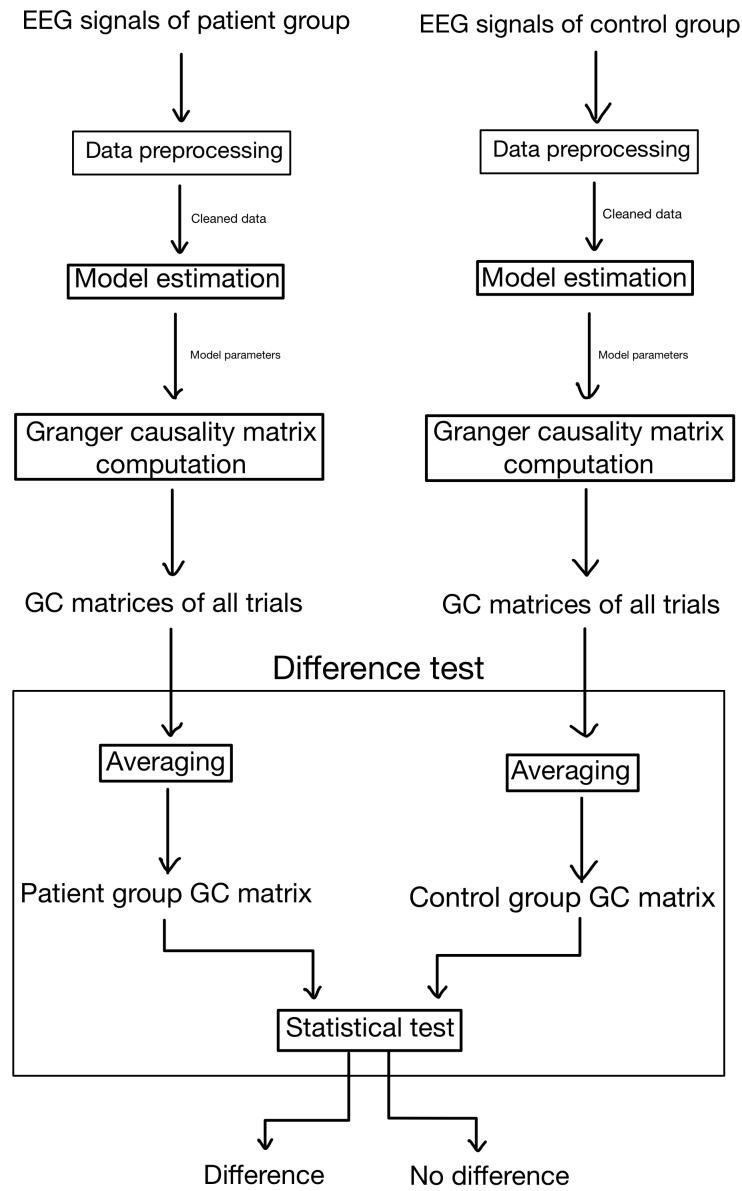 EEG signals of patient group
EEG signals of control group
Data preprocessing
Data preprocessing
Cleaned data
Cleaned data
Model estimation
Model estimation
Model parameters
Model parameters
Granger causality matrix
computation
Granger causality matrix
computation
GC matrices of all trials
GC matrices of all trials
Difference test
Averaging
Averaging
Patient group GC matrix
Control group GC matrix
Statistical test
Difference
No difference